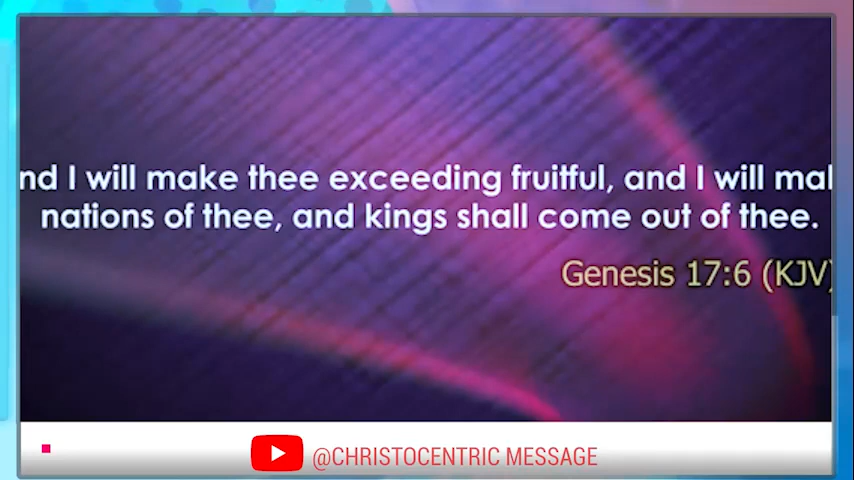 nd I will make thee exceeding fruitful, and I will mak
nations of thee, and kings shall come out of thee.
Genesis 17:6 (KJV)
@CHRISTOCENTRIC MESSAGE